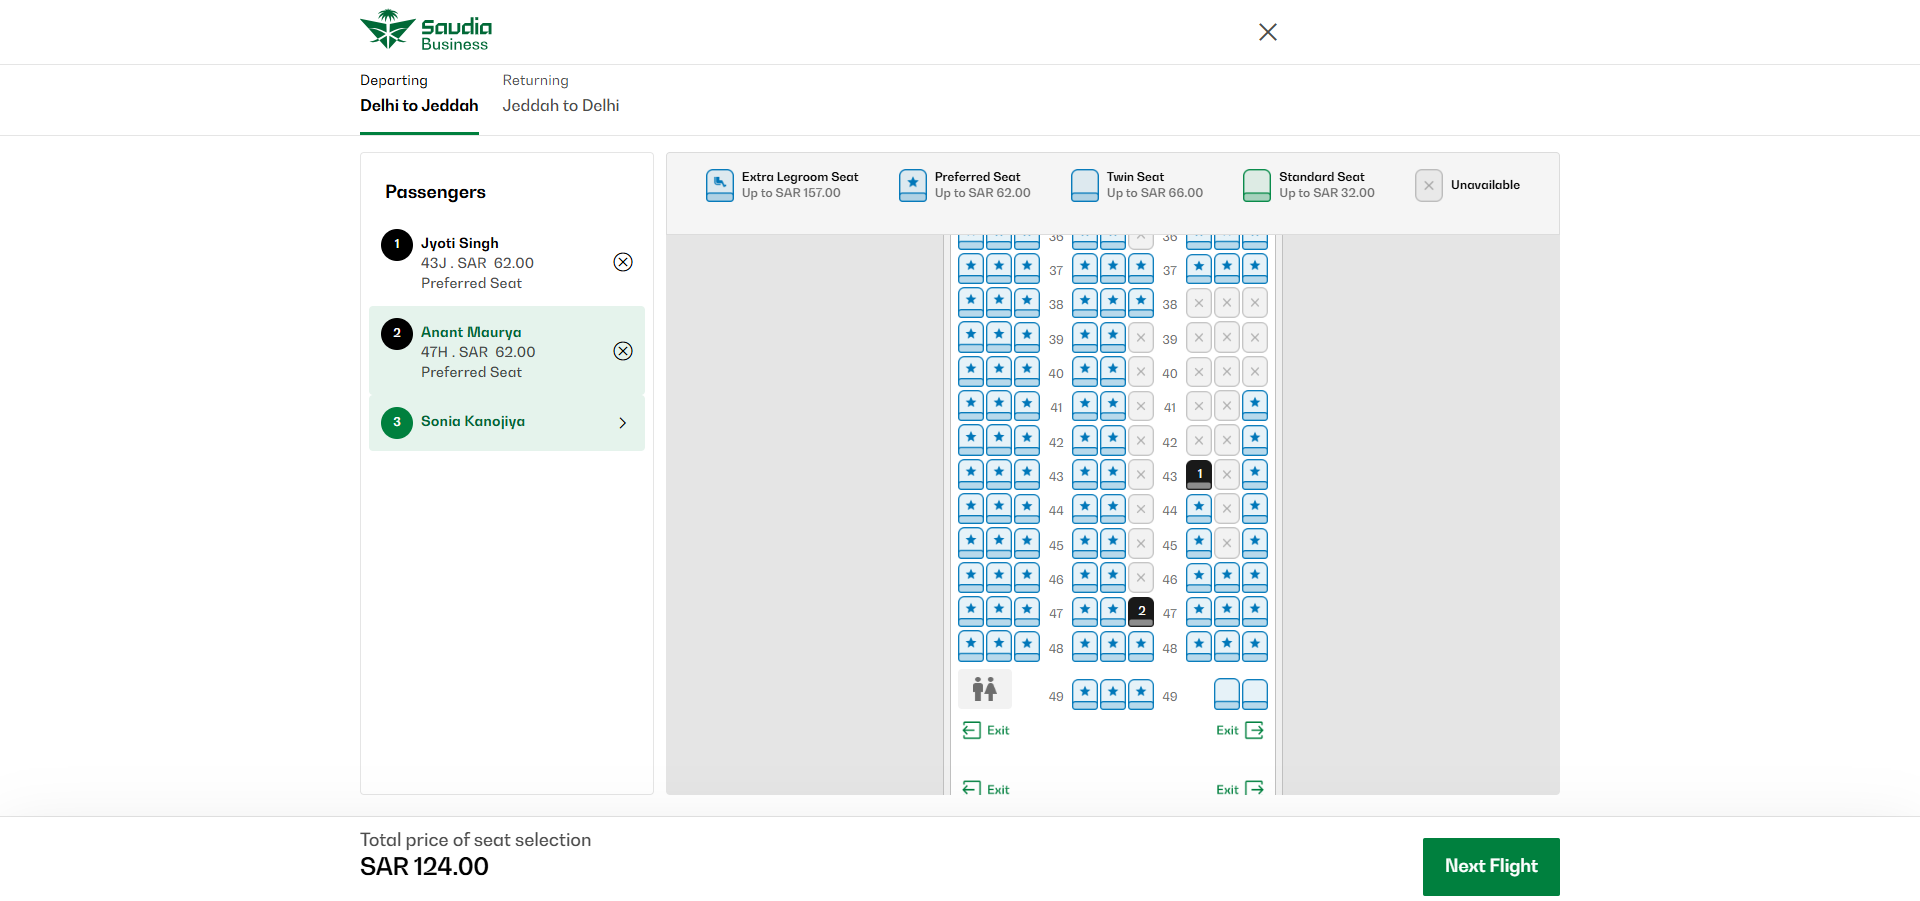 Saudia
Business
Departing
Delhi to Jeddah
Returning
Jeddah to Delhi
Passengers
1
Jyoti Singh
43J . SAR 62.00
Preferred Seat
2
Anant Maurya
47H . SAR 62.00
Preferred Seat
3
Sonia Kanojiya
Extra Legroom Seat
Up to SAR 157.00
Preferred Seat
Up to SAR 62.00
Twin Seat
Up to SAR 66.00
Standard Seat
Up to SAR 32.00
Unavailable
36 36
37 37
38 38
39 39
40 40
41 41
42 42
43 43 1
44 44
45 45
46 46
47 2 47
48 48
49 49
Exit Exit
Exit Exit
Total price of seat selection
SAR 124.00
Next Flight